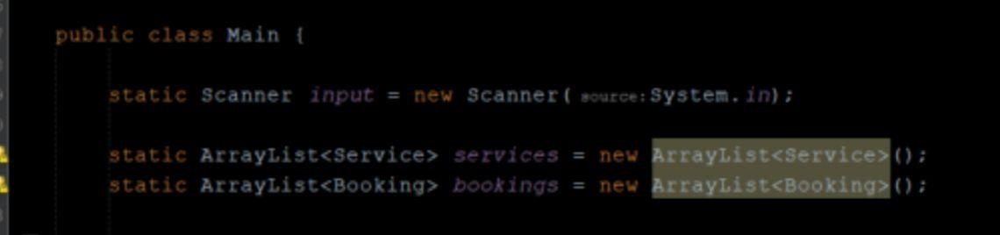 public class Main {
static Scanner input = new Scanner( source: System.in);
static ArrayList<Service> services = new ArrayList<Service>();
static ArrayList<Booking> bookings = new ArrayList<Booking>();